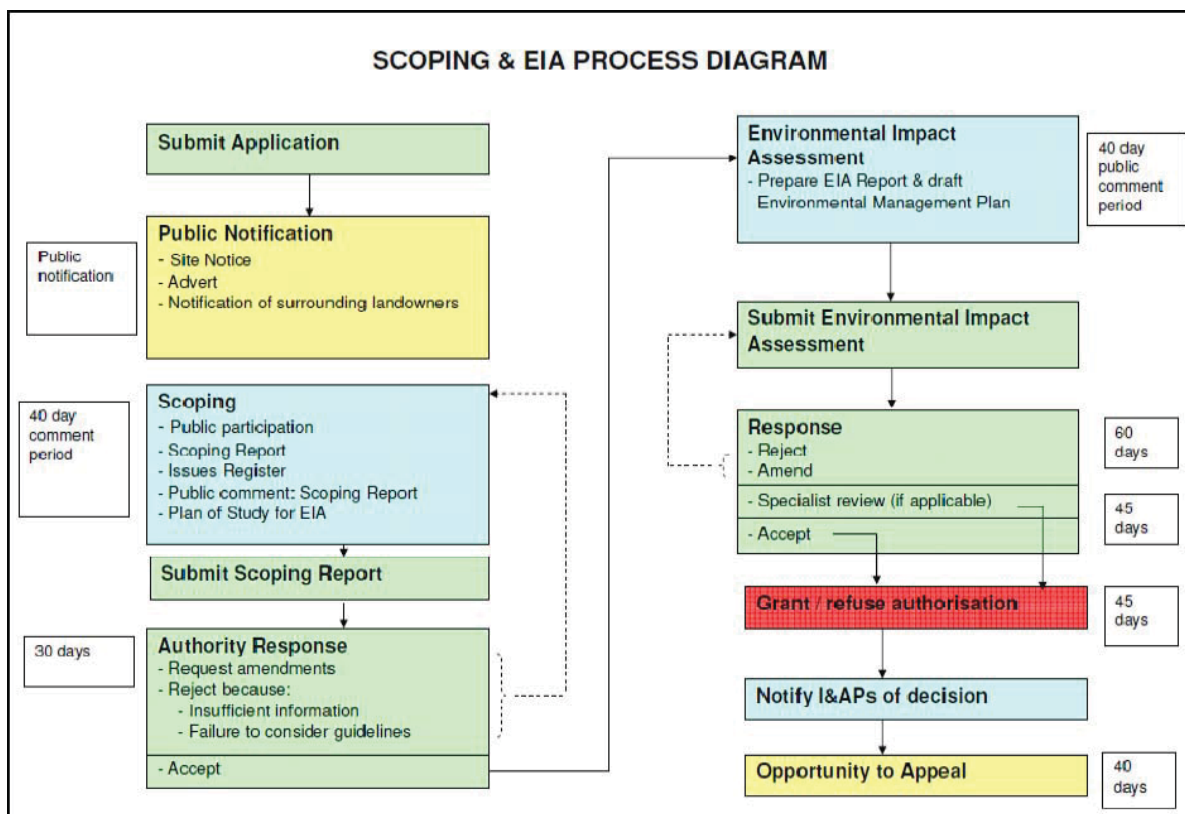 SCOPING & EIA PROCESS DIAGRAM
Submit Application
Public notification
Public Notification
- Site Notice
- Advert
- Notification of surrounding landowners
40 day
comment
period
Scoping
- Public participation
- Scoping Report
- Issues Register
- Public comment: Scoping Report
- Plan of Study for EIA
Submit Scoping Report
30 days
Authority Response
- Request amendments
- Reject because:
- Insufficient information
- Failure to consider guidelines
- Accept
Environmental Impact
Assessment
- Prepare EIA Report & draft
Environmental Management Plan
40 day
public
comment
period
Submit Environmental Impact
Assessment
Response
- Reject
- Amend
60
days
- Specialist review (if applicable)
45
days
- Accept
Grant / refuse authorisation
45
days
Notify I&APs of decision
Opportunity to Appeal
40
days